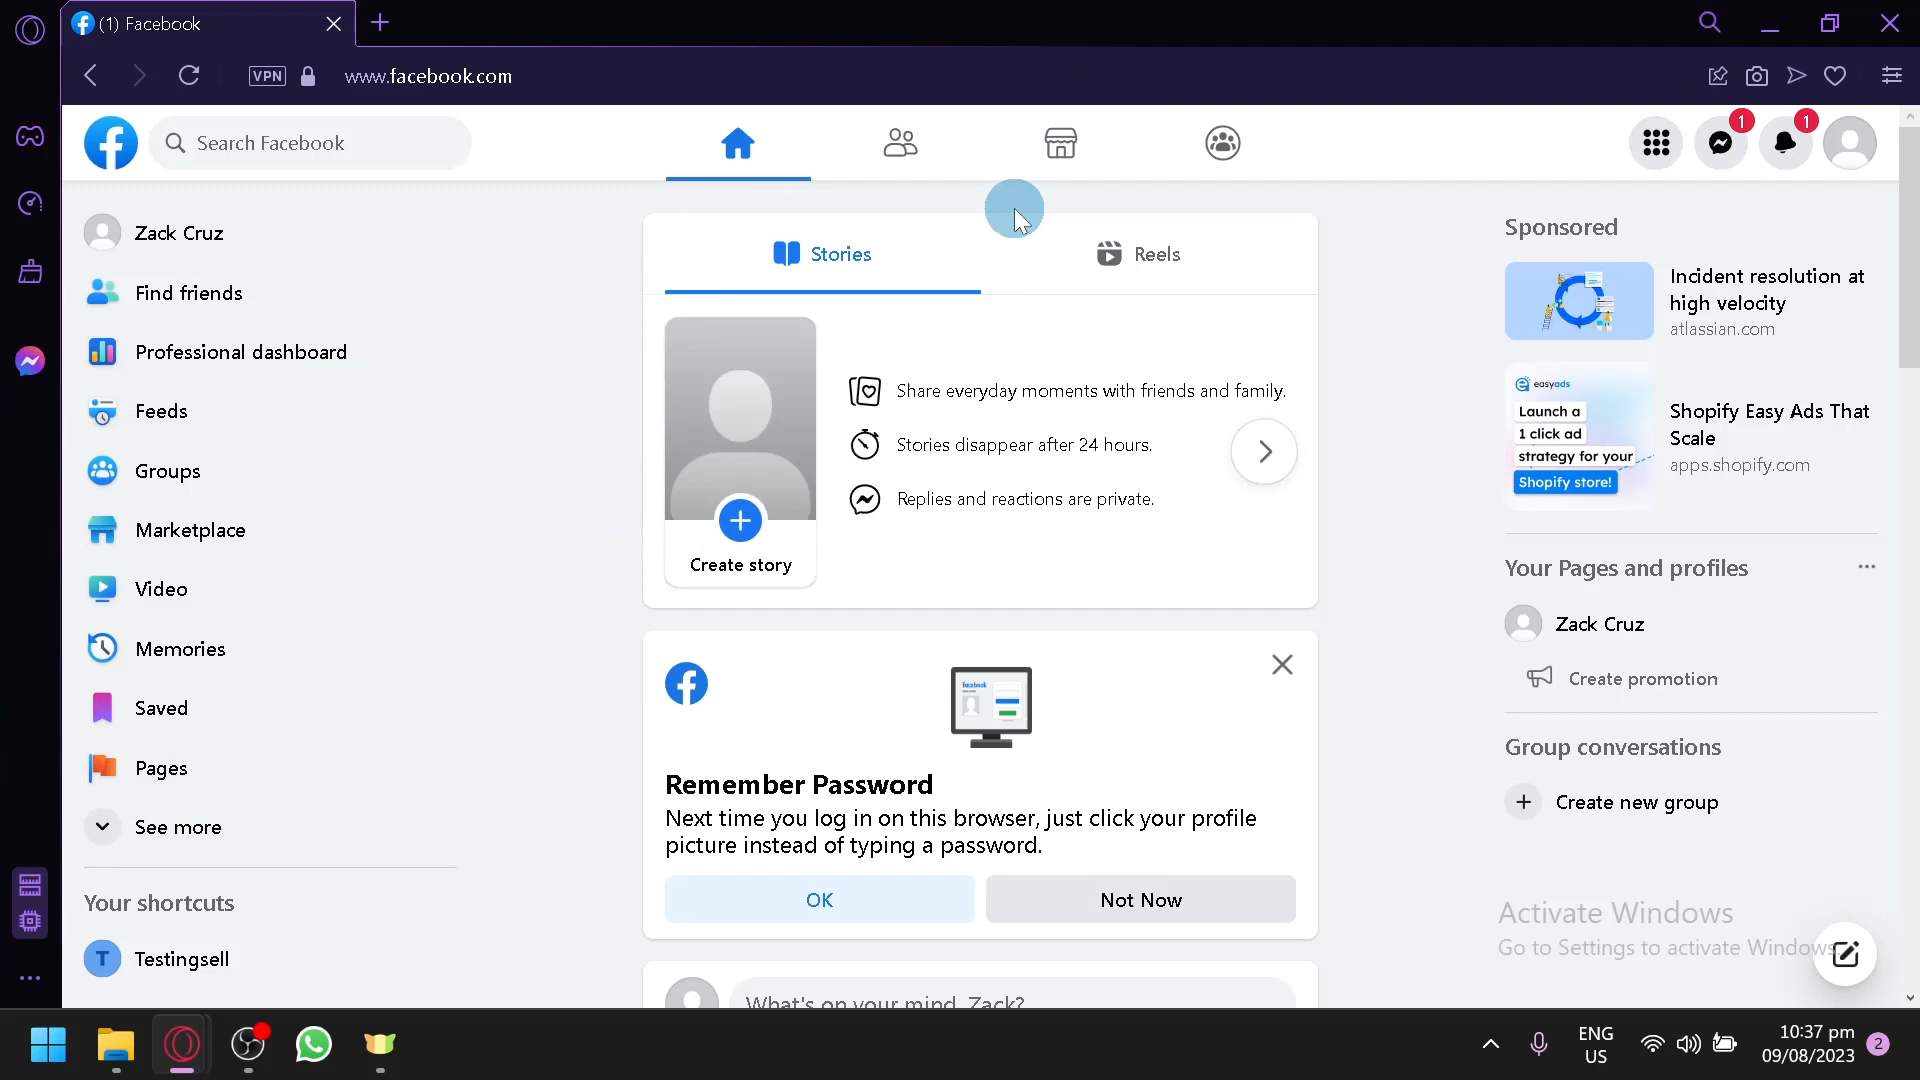 (1) Facebook
VPN
www.facebook.com
Search Facebook
1
1
Zack Cruz
Find friends
Professional dashboard
Feeds
Groups
Marketplace
Video
Memories
Saved
Pages
See more
Your shortcuts
T
Testingsell
Stories
Reels
Create story
Share everyday moments with friends and family.
Stories disappear after 24 hours.
Replies and reactions are private.
facebook
Remember Password
Next time you log in on this browser, just click your profile
picture instead of typing a password.
OK
Not Now
What's on your mind, Zack?
Sponsored
Incident resolution at
high velocity
atlassian.com
easyads
Launch a
1 click ad
strategy for your
Shopify store!
Shopify Easy Ads That
Scale
apps.shopify.com
Your Pages and profiles
Zack Cruz
Create promotion
Group conversations
Create new group
Activate Windows
Go to Settings to activate Windows
ENG
US
10:37 pm
09/08/2023
2